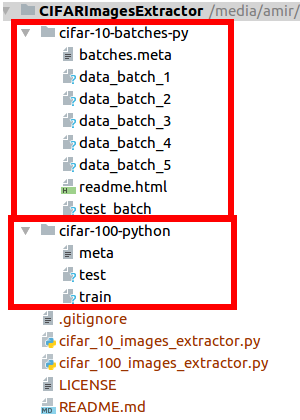 CIFARImagesExtractor /media/amir/
cifar-10-batches-py
batches.meta
data_batch_1
data_batch_2
data_batch_3
data_batch_4
data_batch_5
readme.html
test_batch
cifar-100-python
meta
test
train
.gitignore
cifar_10_images_extractor.py
cifar_100_images_extractor.py
LICENSE
README.md